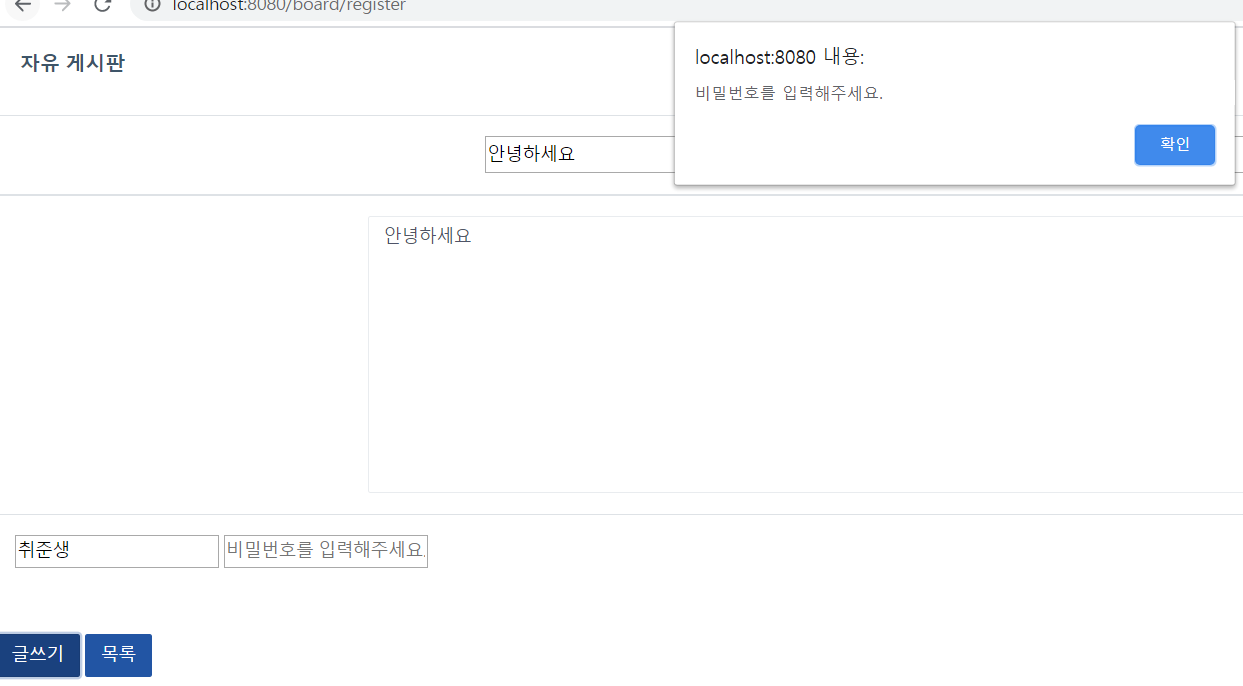 localhost:8080/board/register
localhost:8080 내용:
비밀번호를 입력해주세요.
확인
자유 게시판
안녕하세요
안녕하세요
취준생
비밀번호를 입력해주세요.
글쓰기
목록